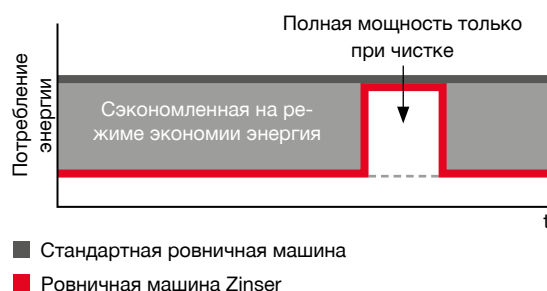 Полная мощность только
при чистке
Потребление
энергии
Сэкономленная на ре-
жиме экономии энергия
t
Стандартная ровничная машина
Ровничная машина Zinser